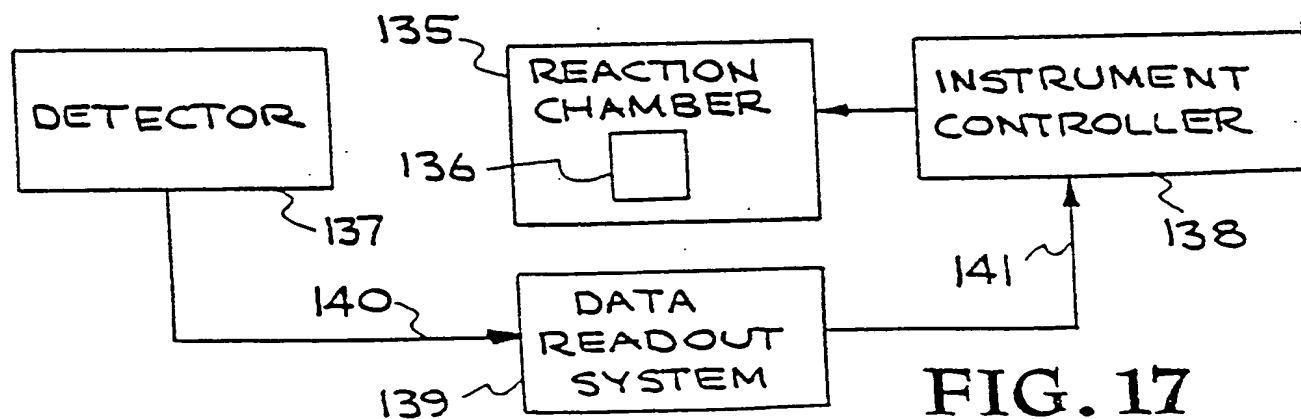 DETECTOR
137
135
REACTION
CHAMBER
136
INSTRUMENT
CONTROLLER
138
140
141
DATA
READOUT
SYSTEM
139
FIG. 17